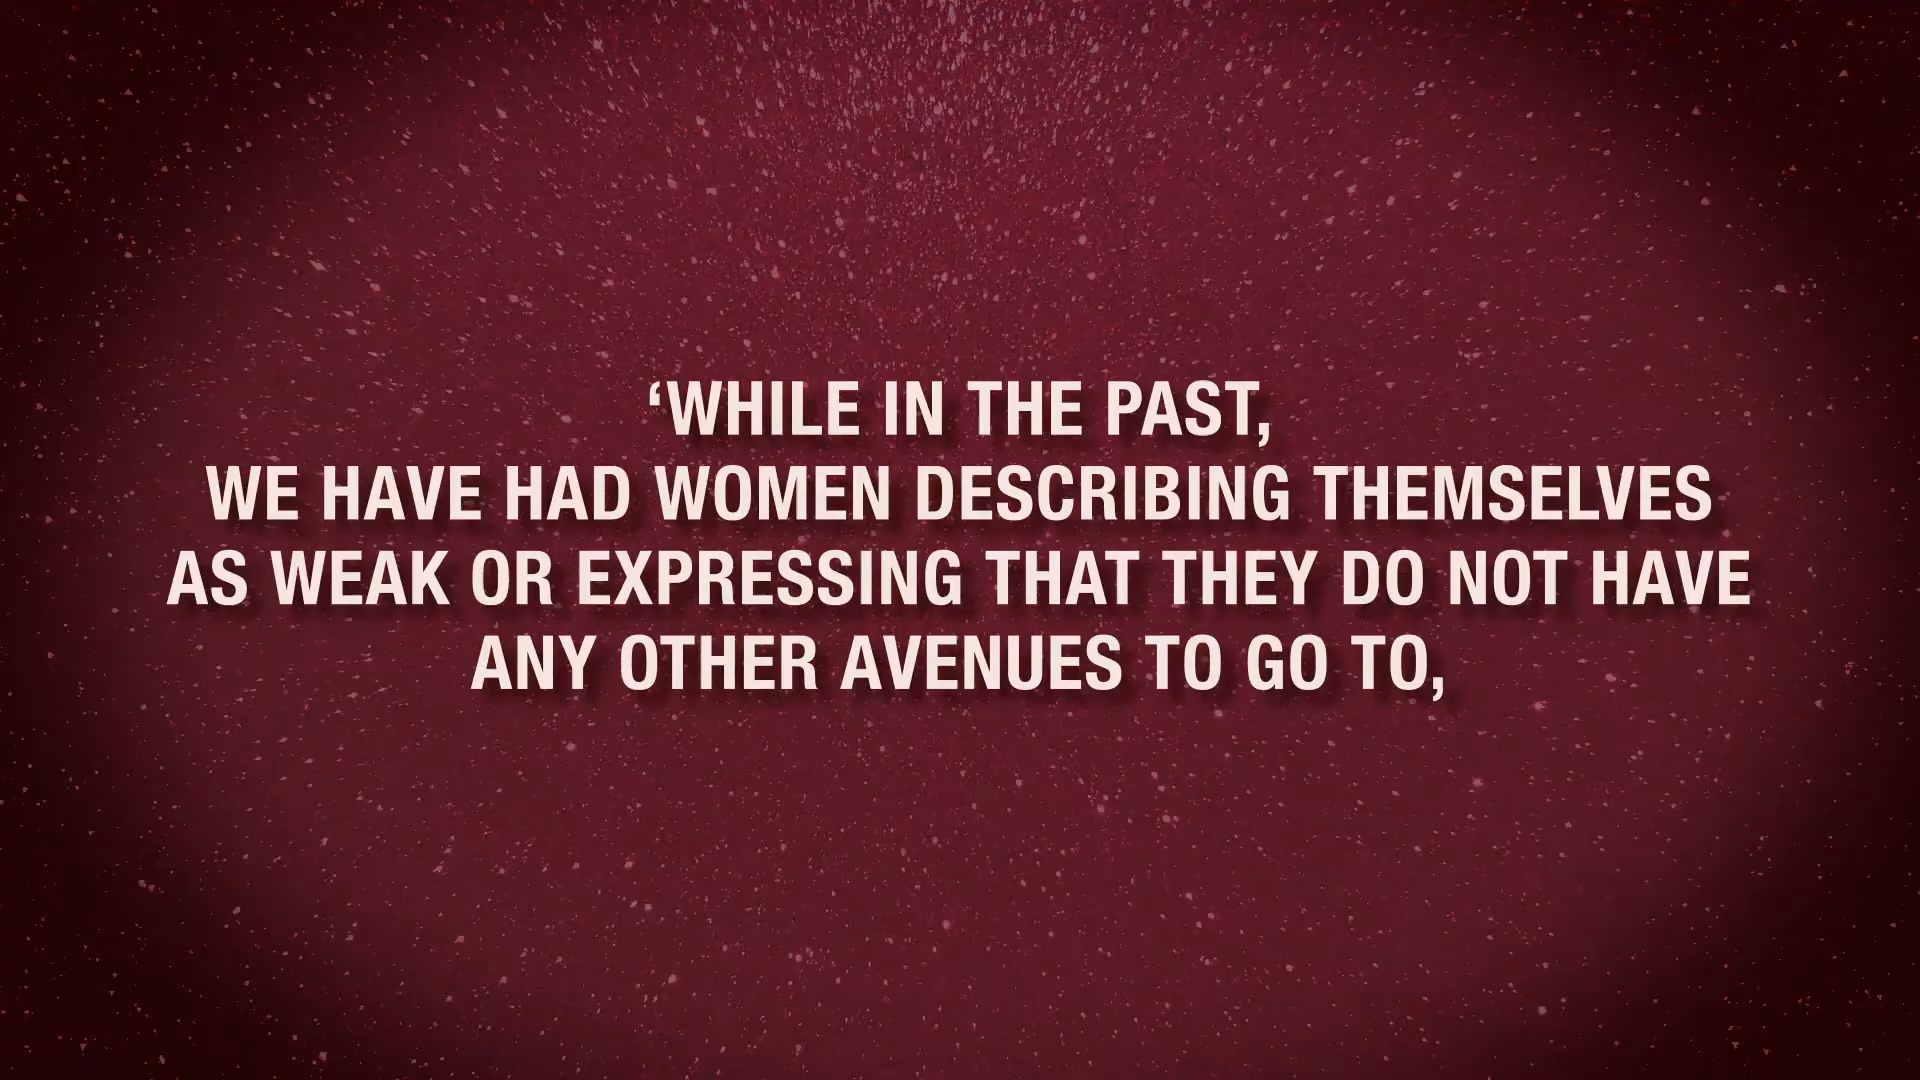 ‘WHILE IN THE PAST,
WE HAVE HAD WOMEN DESCRIBING THEMSELVES
AS WEAK OR EXPRESSING THAT THEY DO NOT HAVE
ANY OTHER AVENUES TO GO TO,